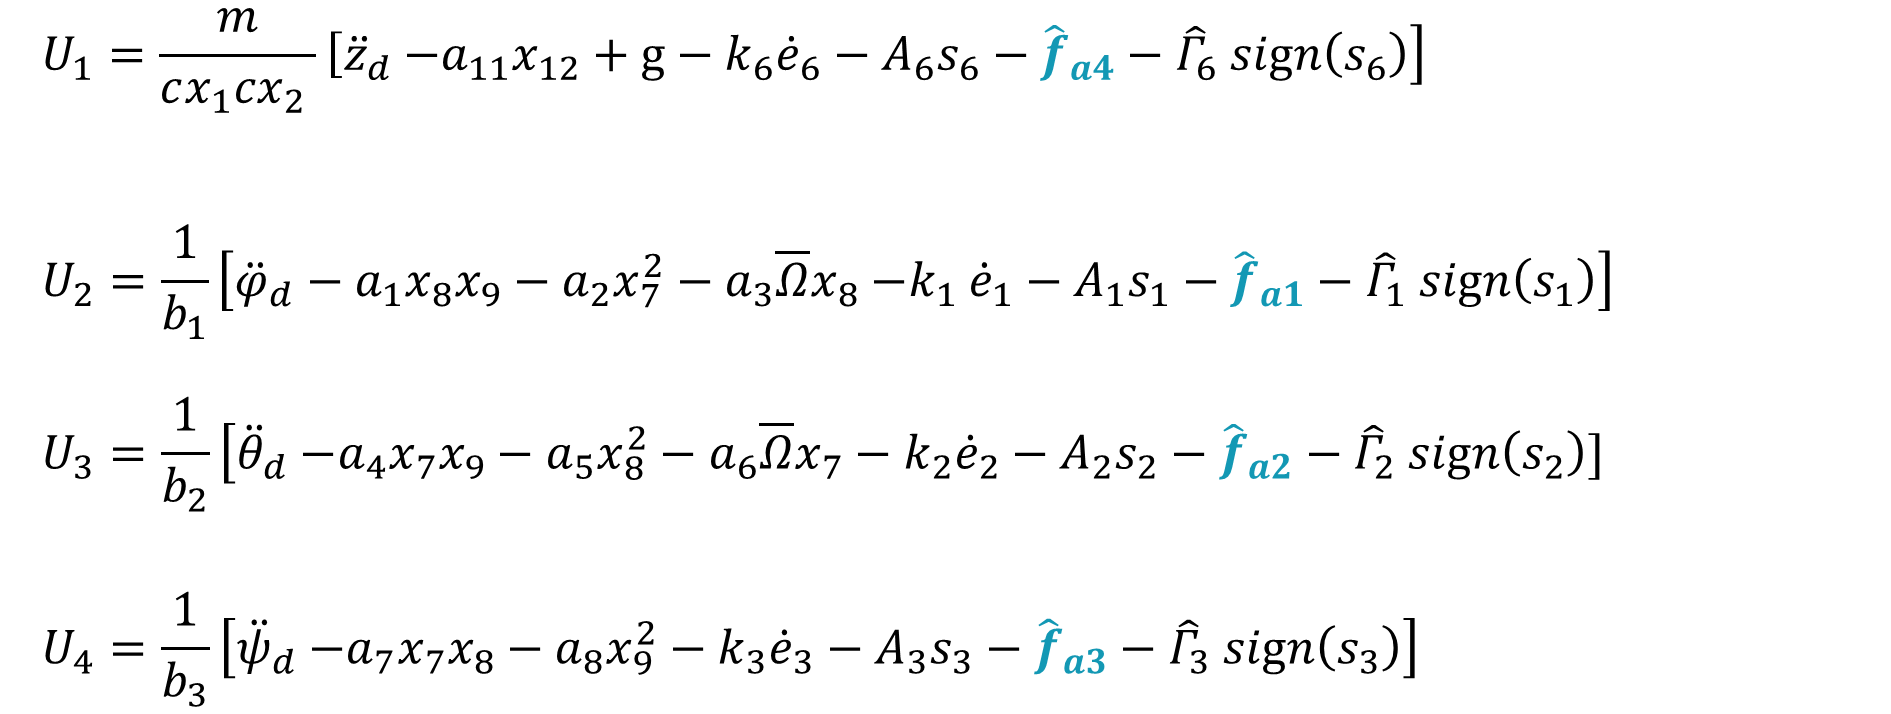 U₁ = m/(cx₁cx₂) [z̈_d −a₁₁x₁₂ + g − k₆ė₆ − A₆s₆ − f̂_a4 − Γ̂₆ sign(s₆)]
U₂ = 1/b₁ [φ̈_d − a₁x₈x₉ − a₂x₇² − a₃Ω̅x₈ −k₁ ė₁ − A₁s₁ − f̂_a1 − Γ̂₁ sign(s₁)]
U₃ = 1/b₂ [θ̈_d −a₄x₇x₉ − a₅x₈² − a₆Ω̅x₇ − k₂ė₂ − A₂s₂ − f̂_a2 − Γ̂₂ sign(s₂)]
U₄ = 1/b₃ [ψ̈_d −a₇x₇x₈ − a₈x₉² − k₃ė₃ − A₃s₃ − f̂_a3 − Γ̂₃ sign(s₃)]